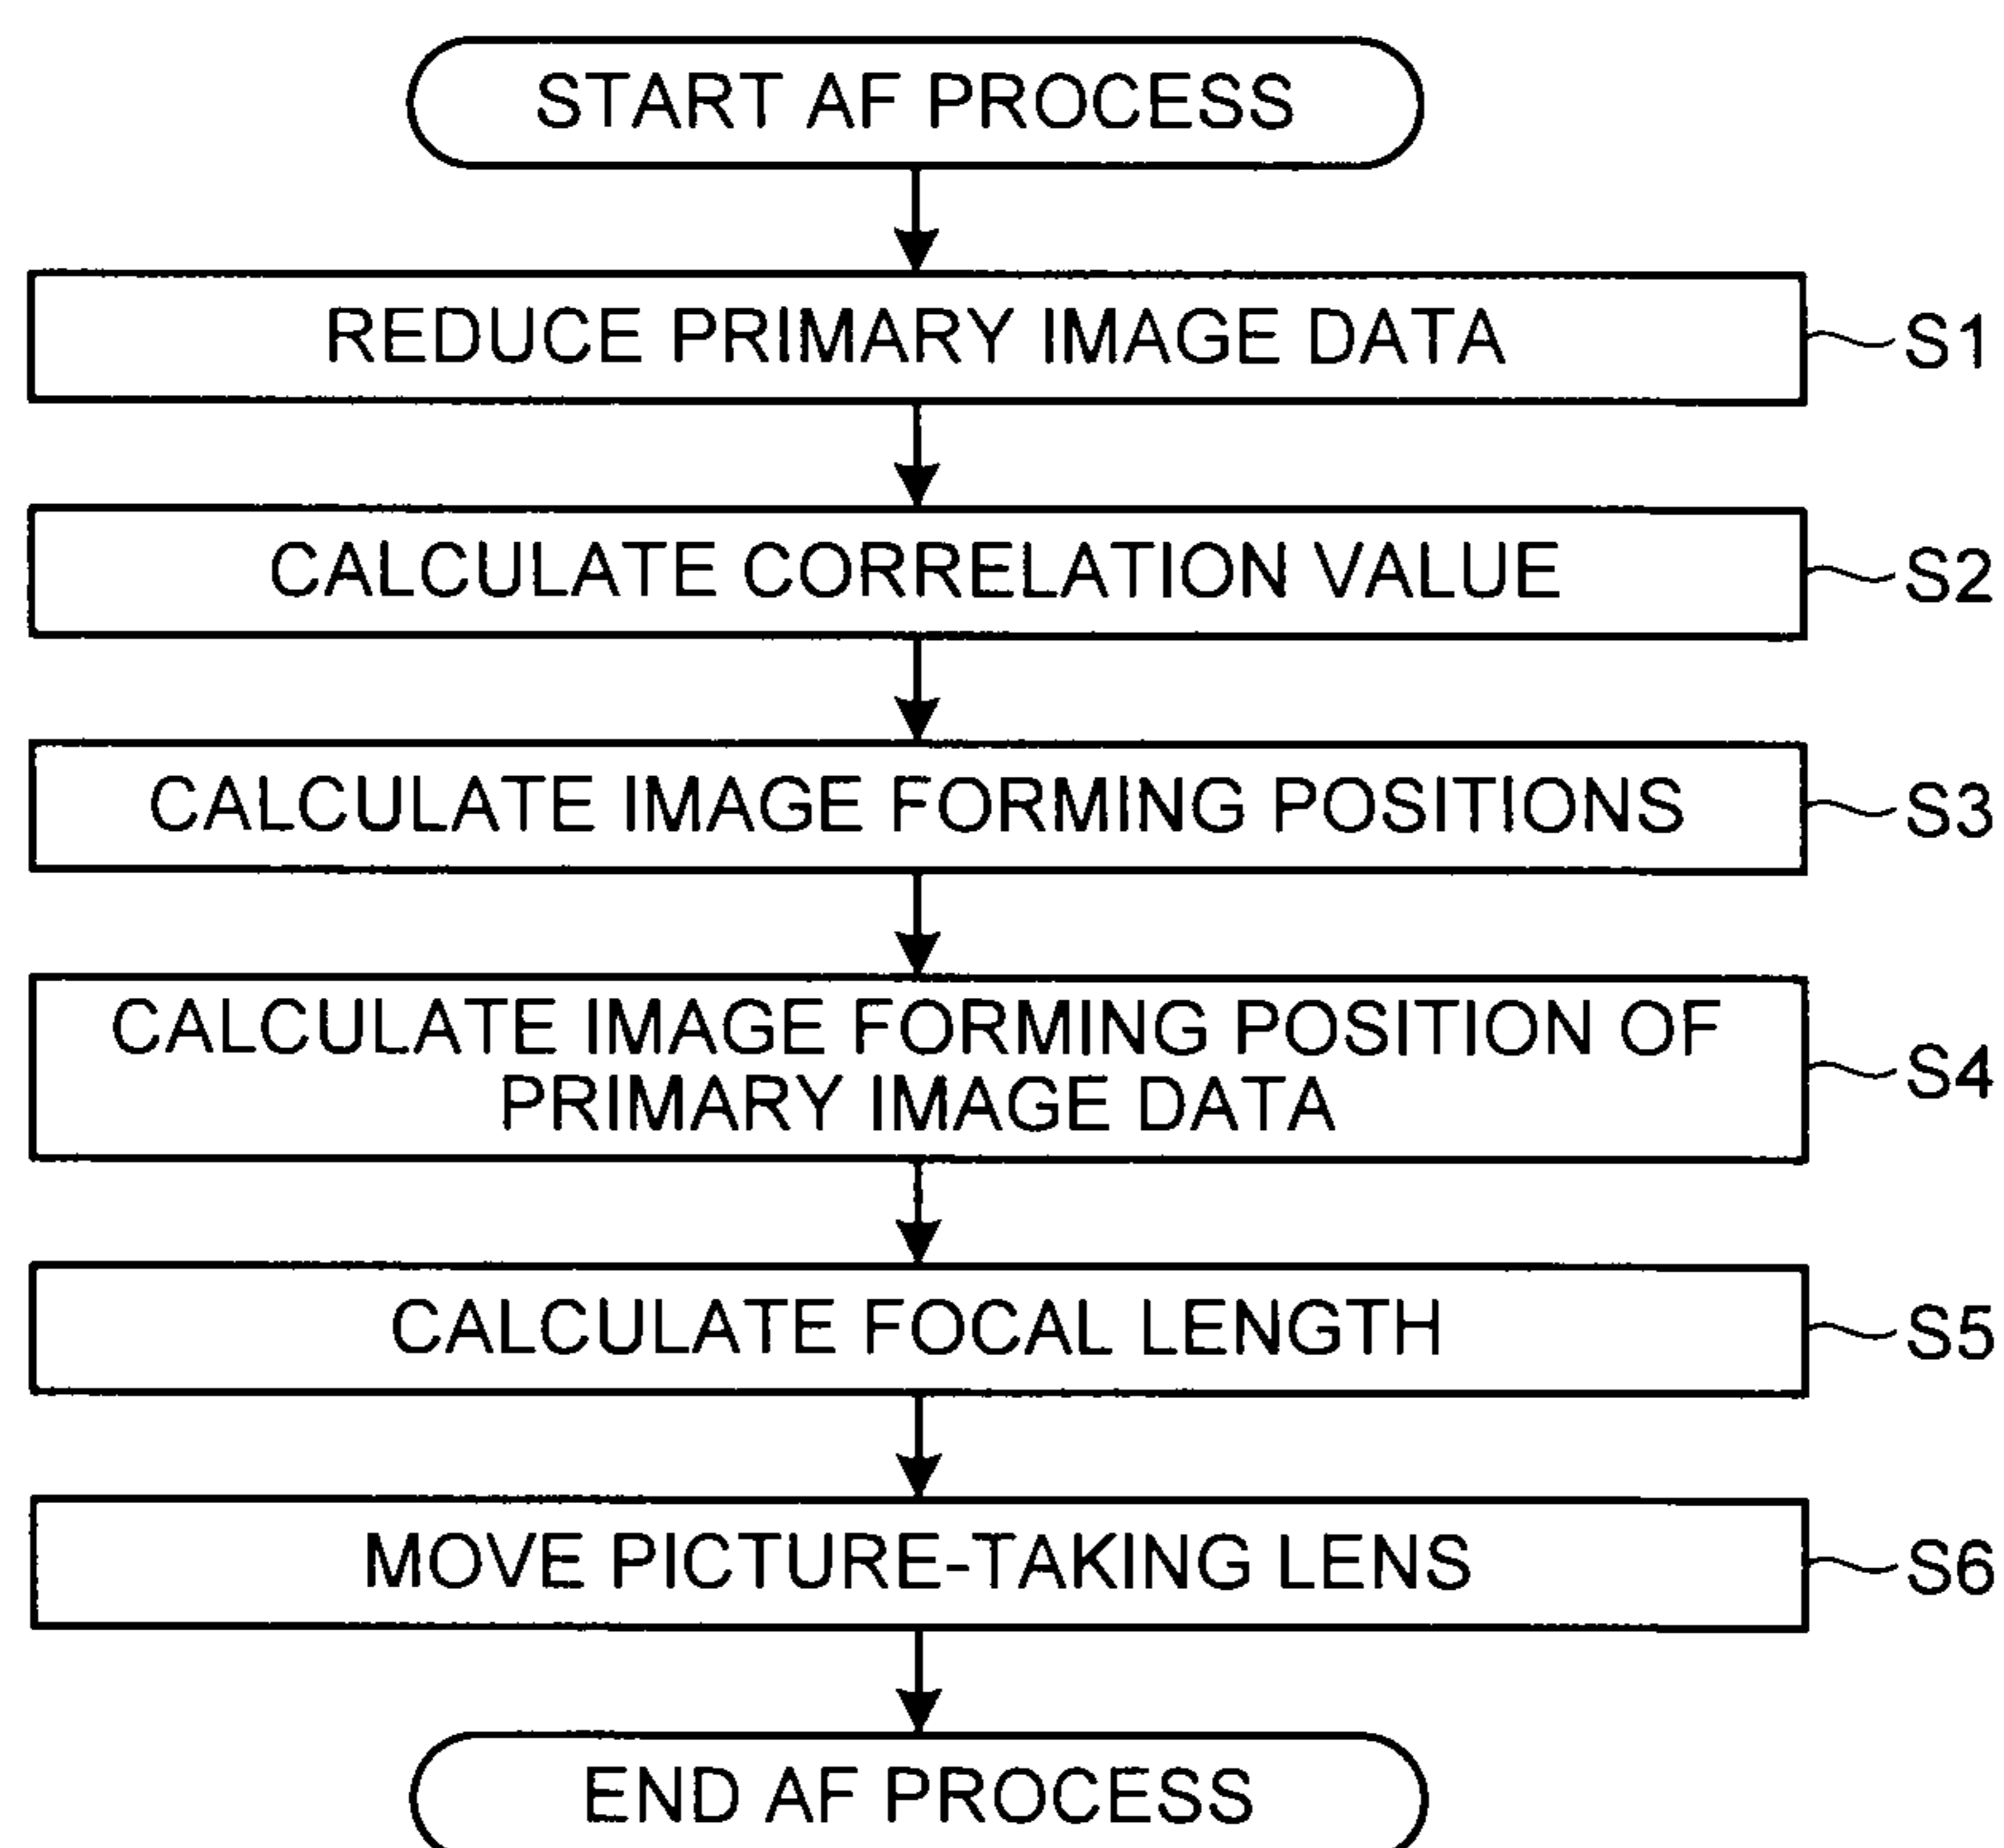 START AF PROCESS
REDUCE PRIMARY IMAGE DATA
S1
CALCULATE CORRELATION VALUE
S2
CALCULATE IMAGE FORMING POSITIONS
S3
CALCULATE IMAGE FORMING POSITION OF
PRIMARY IMAGE DATA
S4
CALCULATE FOCAL LENGTH
S5
MOVE PICTURE-TAKING LENS
S6
END AF PROCESS